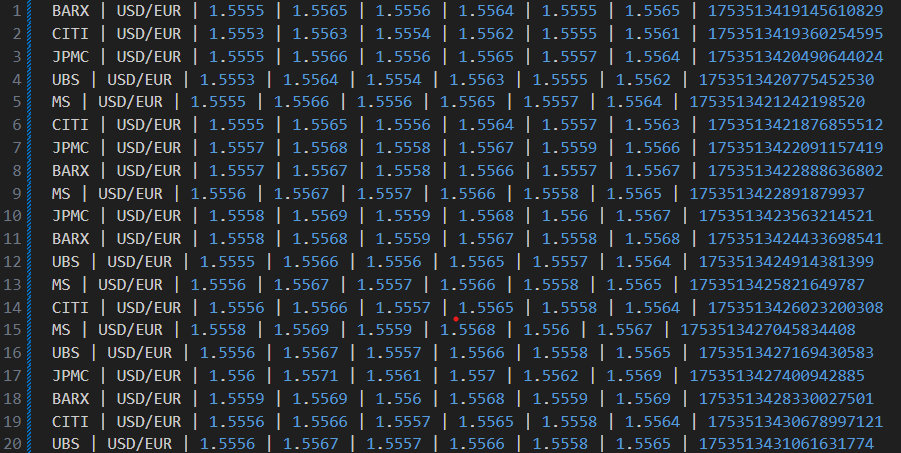 1 BARX | USD/EUR | 1.5555 | 1.5565 | 1.5556 | 1.5564 | 1.5555 | 1.5565 | 1753513419145610829
2 CITI | USD/EUR | 1.5553 | 1.5563 | 1.5554 | 1.5562 | 1.5555 | 1.5561 | 1753513419360254595
3 JPMC | USD/EUR | 1.5555 | 1.5566 | 1.5556 | 1.5565 | 1.5557 | 1.5564 | 1753513420490644024
4 UBS | USD/EUR | 1.5553 | 1.5564 | 1.5554 | 1.5563 | 1.5555 | 1.5562 | 1753513420775452530
5 MS | USD/EUR | 1.5555 | 1.5566 | 1.5556 | 1.5565 | 1.5557 | 1.5564 | 1753513421242198520
6 CITI | USD/EUR | 1.5555 | 1.5565 | 1.5556 | 1.5564 | 1.5557 | 1.5563 | 1753513421876855512
7 JPMC | USD/EUR | 1.5557 | 1.5568 | 1.5558 | 1.5567 | 1.5559 | 1.5566 | 1753513422091157419
8 BARX | USD/EUR | 1.5557 | 1.5567 | 1.5558 | 1.5566 | 1.5557 | 1.5567 | 1753513422888636802
9 MS | USD/EUR | 1.5556 | 1.5567 | 1.5557 | 1.5566 | 1.5558 | 1.5565 | 1753513422891879937
10 JPMC | USD/EUR | 1.5558 | 1.5569 | 1.5559 | 1.5568 | 1.556 | 1.5567 | 1753513423563214521
11 BARX | USD/EUR | 1.5558 | 1.5568 | 1.5559 | 1.5567 | 1.5558 | 1.5568 | 1753513424433698541
12 UBS | USD/EUR | 1.5555 | 1.5566 | 1.5556 | 1.5565 | 1.5557 | 1.5564 | 1753513424914381399
13 MS | USD/EUR | 1.5556 | 1.5567 | 1.5557 | 1.5566 | 1.5558 | 1.5565 | 1753513425821649787
14 CITI | USD/EUR | 1.5556 | 1.5566 | 1.5557 | 1.5565 | 1.5558 | 1.5564 | 1753513426023200308
15 MS | USD/EUR | 1.5558 | 1.5569 | 1.5559 | 1.5568 | 1.556 | 1.5567 | 1753513427045834408
16 UBS | USD/EUR | 1.5556 | 1.5567 | 1.5557 | 1.5566 | 1.5558 | 1.5565 | 1753513427169430583
17 JPMC | USD/EUR | 1.556 | 1.5571 | 1.5561 | 1.557 | 1.5562 | 1.5569 | 1753513427400942885
18 BARX | USD/EUR | 1.5559 | 1.5569 | 1.556 | 1.5568 | 1.5559 | 1.5569 | 1753513428330027501
19 CITI | USD/EUR | 1.5556 | 1.5566 | 1.5557 | 1.5565 | 1.5558 | 1.5564 | 1753513430678997121
20 UBS | USD/EUR | 1.5556 | 1.5567 | 1.5557 | 1.5566 | 1.5558 | 1.5565 | 1753513431061631774